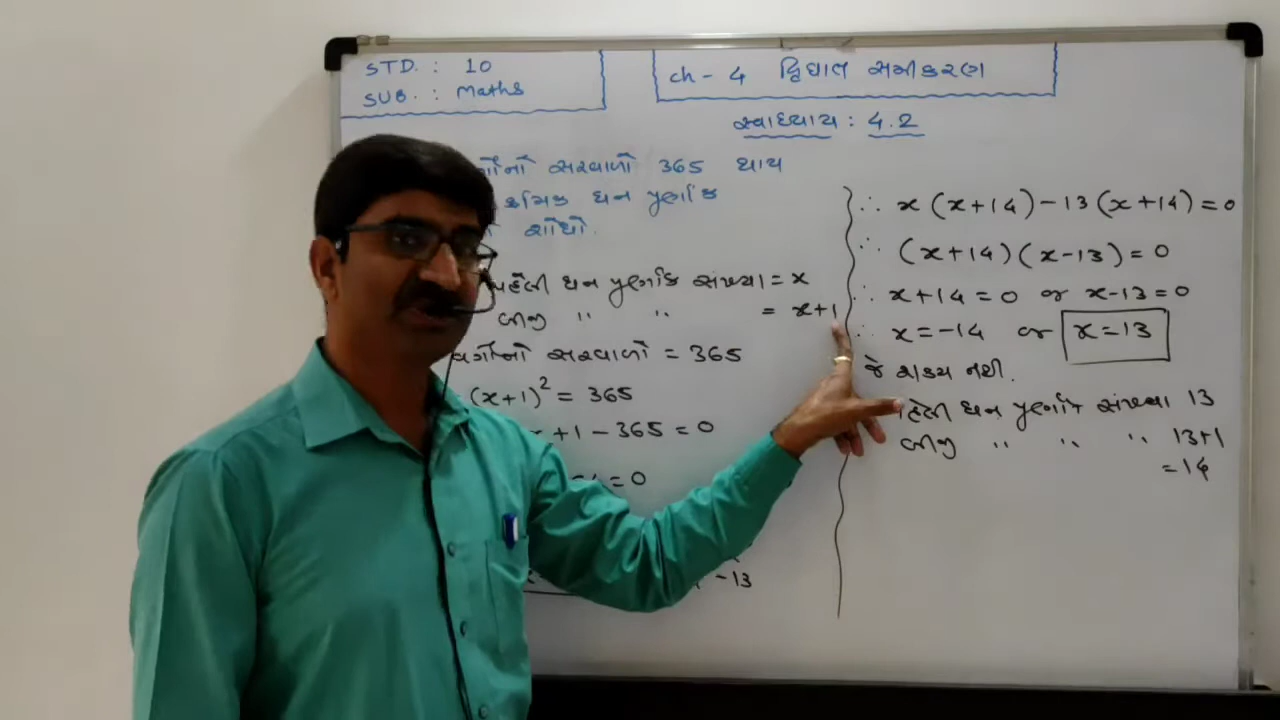 STD. : 10
SUB. : Maths
ch - 4 દ્વિઘાત સમીકરણ
સ્વાધ્યાય : 4.2
સરવાળો 365 થાય
ક્રમિક ધન પૂર્ણાંક
શોધો.
પહેલી ધન પૂર્ણાંક સંખ્યા = x
બીજી " " = x+1
વર્ગોનો સરવાળો = 365
(x+1)² = 365
+1 - 365 = 0
= 0
- 13
∴ x(x+14) - 13(x+14) = 0
∴ (x+14)(x-13) = 0
∴ x+14 = 0 or x-13 = 0
∴ x = -14 or x = 13
જે શક્ય નથી.
પહેલી ધન પૂર્ણાંક સંખ્યા 13
બીજી " " " 13+1
= 14